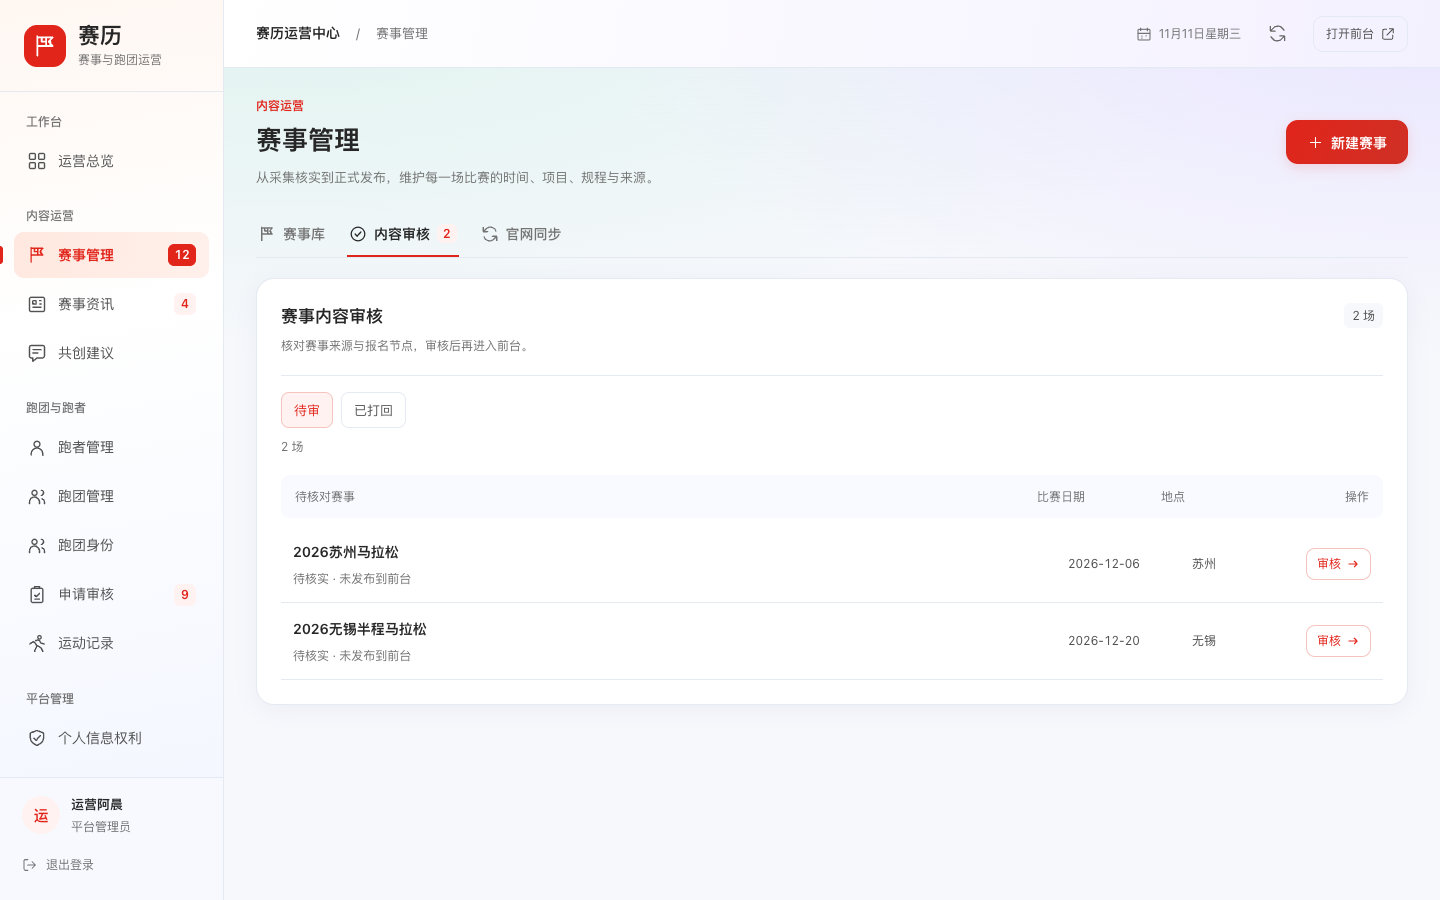 赛历
赛事与跑团运营
工作台
运营总览
内容运营
赛事管理 12
赛事资讯 4
共创建议
跑团与跑者
跑者管理
跑团管理
跑团身份
申请审核 9
运动记录
平台管理
个人信息权利
运
运营阿晨
平台管理员
退出登录
赛历运营中心 / 赛事管理
11月11日星期三
打开前台
内容运营
赛事管理
从采集核实到正式发布，维护每一场比赛的时间、项目、规程与来源。
新建赛事
赛事库 内容审核 2 官网同步
赛事内容审核
2 场
核对赛事来源与报名节点，审核后再进入前台。
待审 已打回
2 场
待核对赛事 比赛日期 地点 操作
2026苏州马拉松
待核实 · 未发布到前台
2026-12-06 苏州 审核
2026无锡半程马拉松
待核实 · 未发布到前台
2026-12-20 无锡 审核